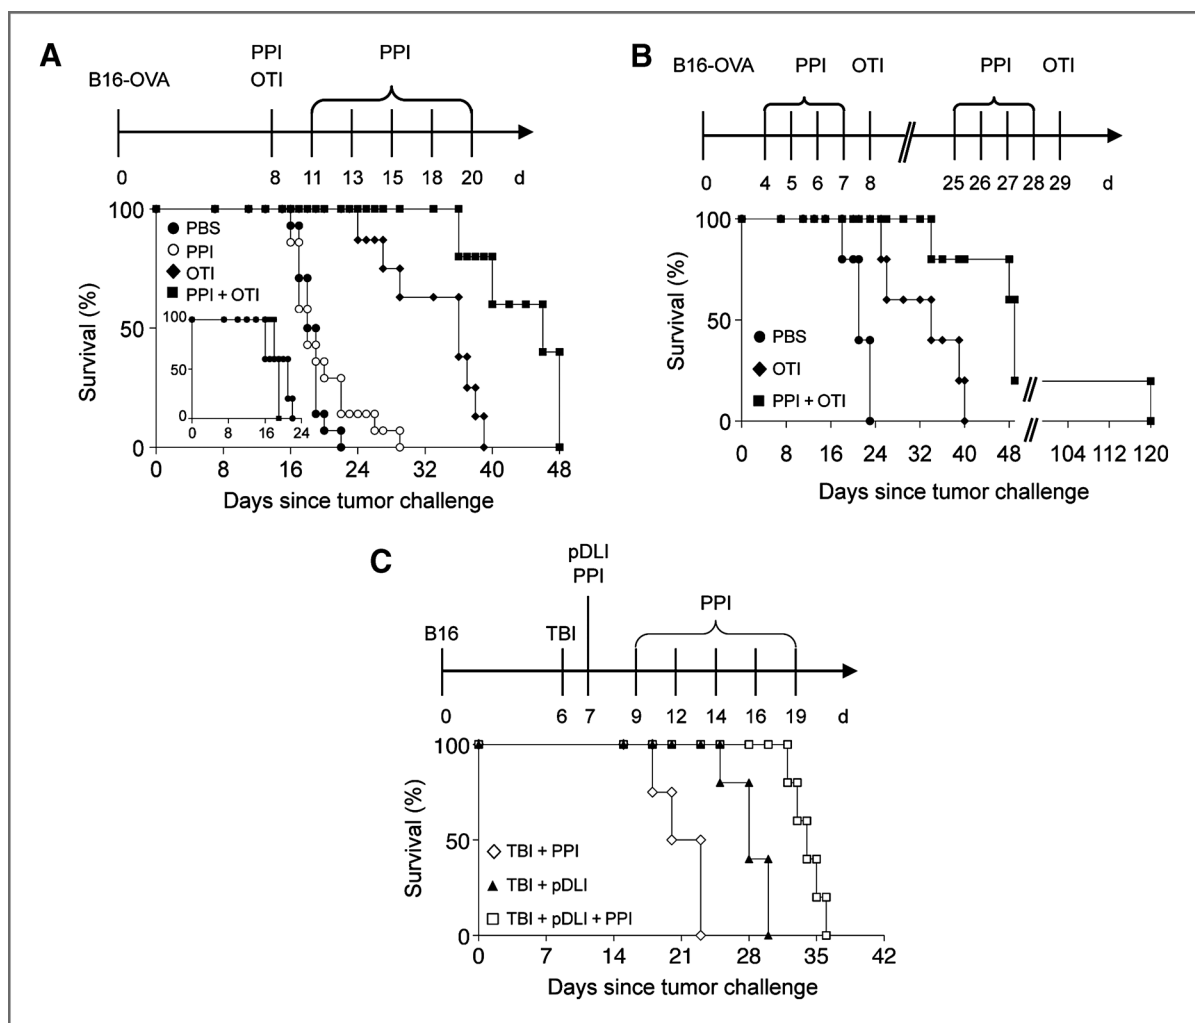 A
PPI PPI
B16-OVA OTI
0 8 11 13 15 18 20 d
100
50
0
Survival (%)
PBS
PPI
OTI
PPI + OTI
100
50
0
0 8 16 24
0 8 16 24 32 40 48
Days since tumor challenge
B
B16-OVA PPI OTI PPI OTI
0 4 5 6 7 8 25 26 27 28 29 d
100
50
0
Survival (%)
PBS
OTI
PPI + OTI
0 8 16 24 32 40 48 104 112 120
Days since tumor challenge
C
pDLI
PPI PPI
B16 TBI
0 6 7 9 12 14 16 19 d
100
50
0
Survival (%)
TBI + PPI
TBI + pDLI
TBI + pDLI + PPI
0 7 14 21 28 35 42
Days since tumor challenge